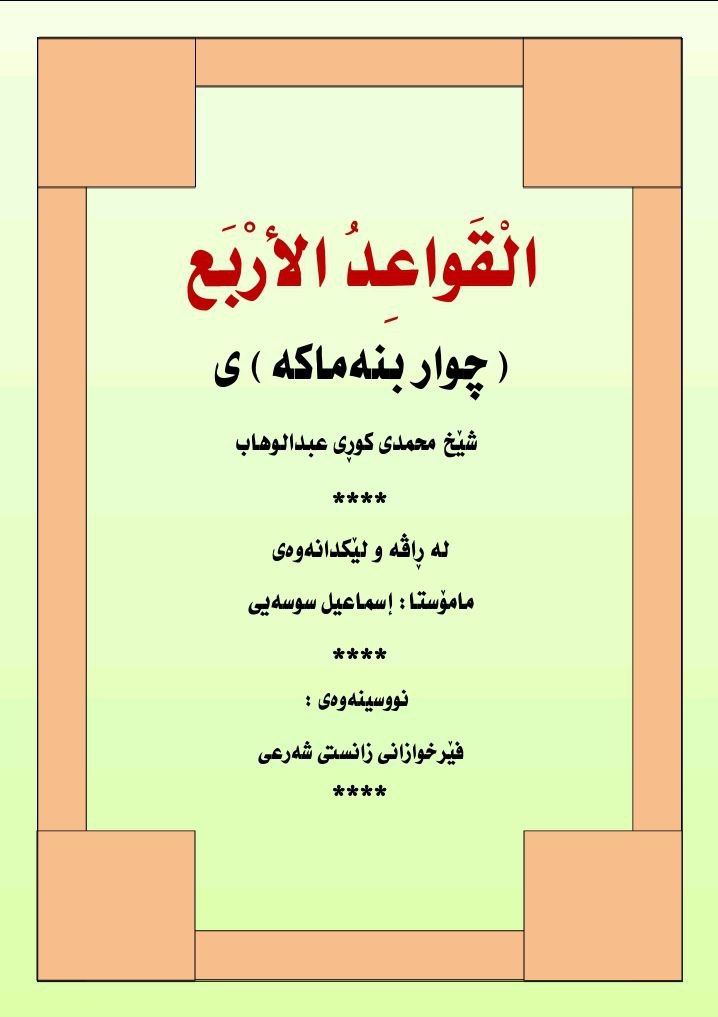 الْقَواعِدُ الأرْبَع
( چوار بنەماکە ) ی
شێخ محمدی کوڕی عبدالوهاب
****
لە ڕاڤە و لێکدانەوەی
مامۆستا : إسماعیل سوسەیی
****
نووسینەوەی :
فێرخوازانی زانستی شەرعی
****